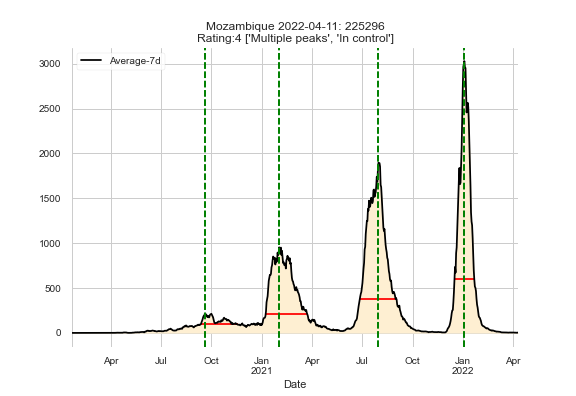 Mozambique 2022-04-11: 225296
Rating:4 ['Multiple peaks', 'In control']
Average-7d
3000
2500
2000
1500
1000
500
0
Apr Jul Oct Jan Apr Jul Oct Jan Apr
2021 2022
Date